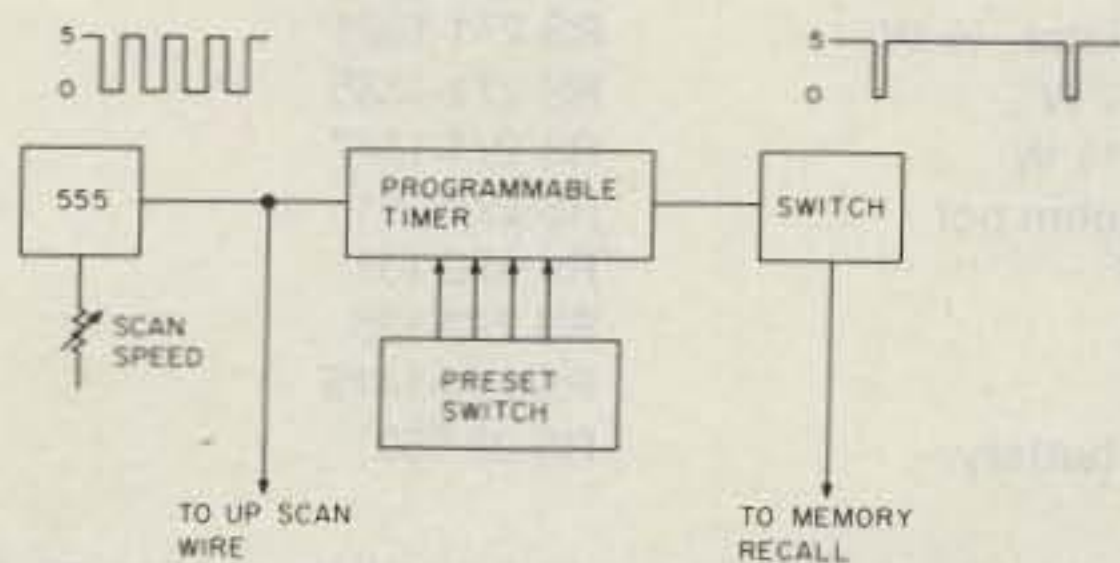 5
0
5
0
555
PROGRAMMABLE
TIMER
SWITCH
SCAN
SPEED
PRESET
SWITCH
TO UP SCAN
WIRE
TO MEMORY
RECALL